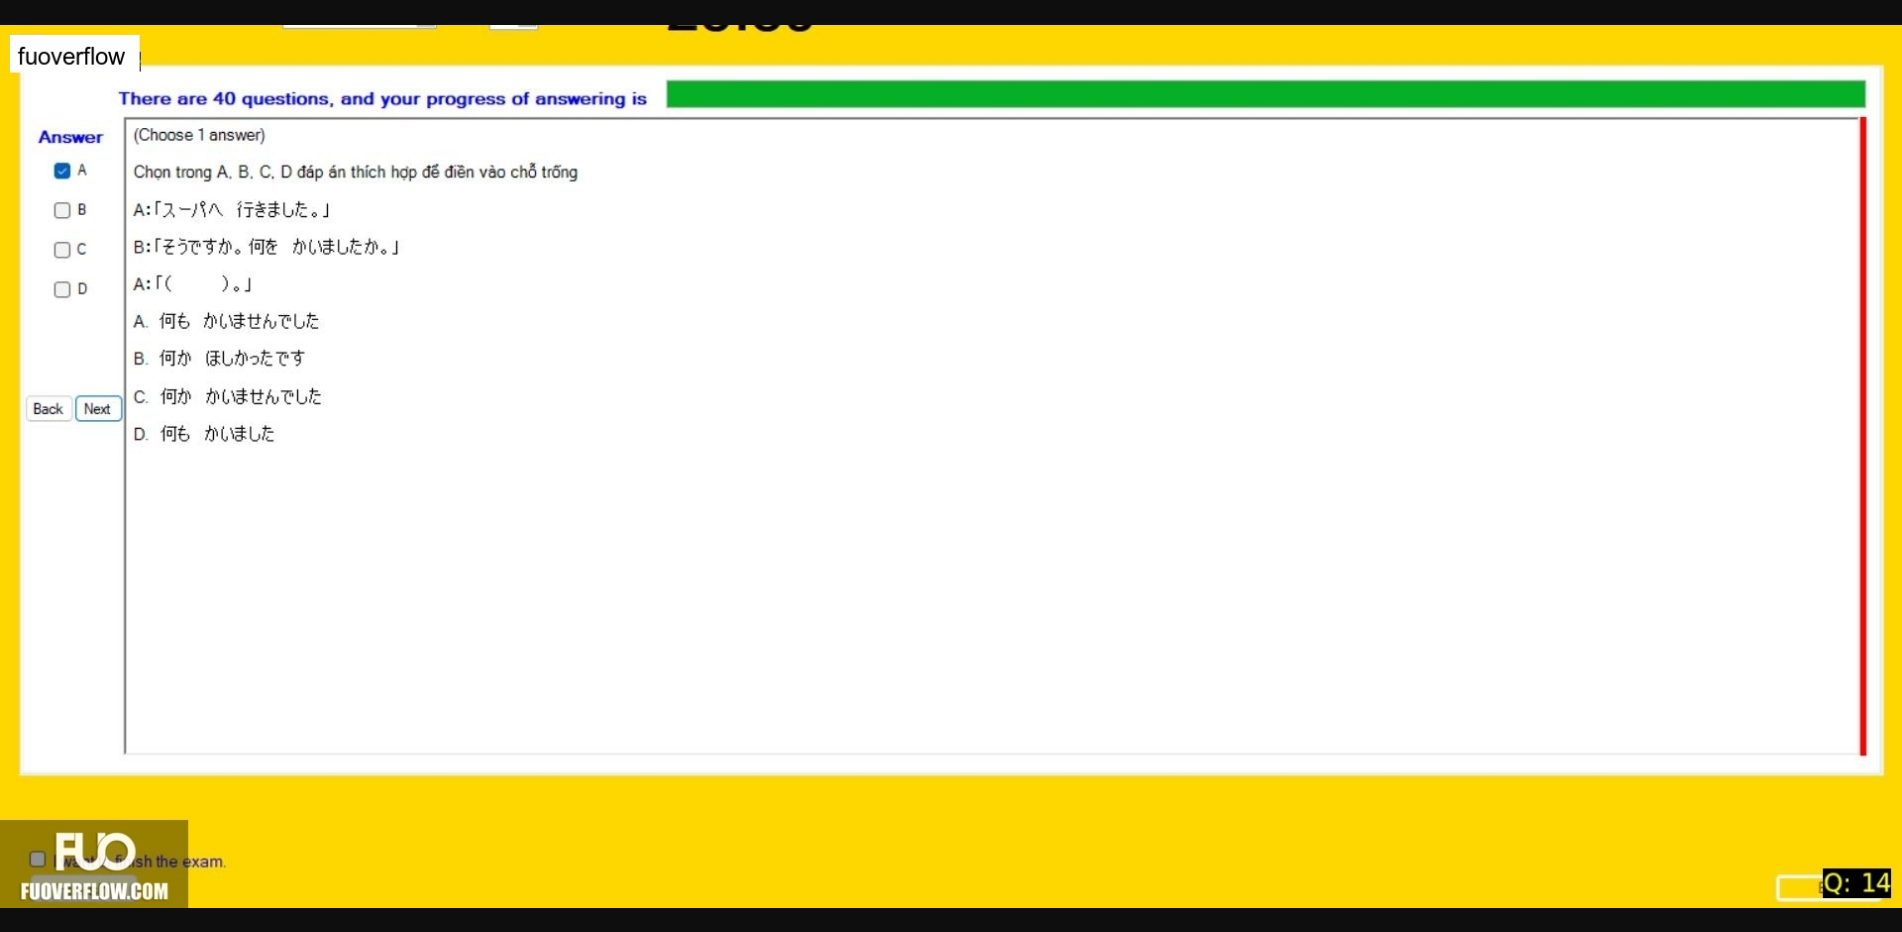 fuoverflow
There are 40 questions, and your progress of answering is
Answer
(Choose 1 answer)
A
Chọn trong A, B, C, D đáp án thích hợp để điền vào chỗ trống
B
A:「スーパへ 行きました。」
C
B:「そうですか。何を かいましたか。」
D
A:「( )。」
A. 何も かいませんでした
B. 何か ほしかったです
C. 何か かいませんでした
D. 何も かいました
Back Next
FUO
finish the exam.
FUOVERFLOW.COM
Q: 14